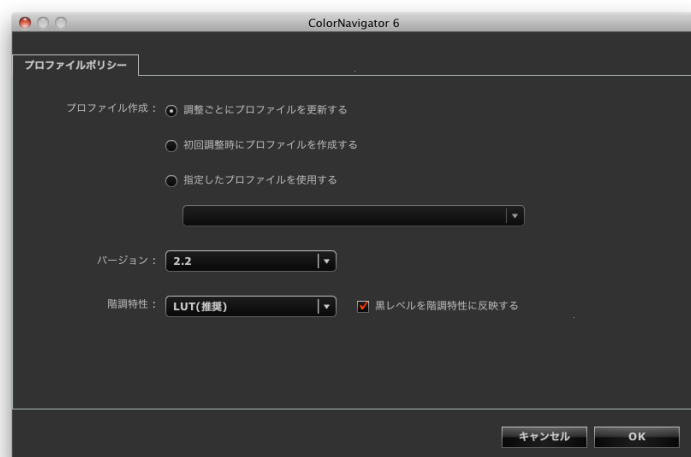 ColorNavigator 6
プロファイルポリシー
プロファイル作成： 調整ごとにプロファイルを更新する
初回調整時にプロファイルを作成する
指定したプロファイルを使用する
バージョン： 2.2
階調特性： LUT(推奨) 黒レベルを階調特性に反映する
キャンセル OK